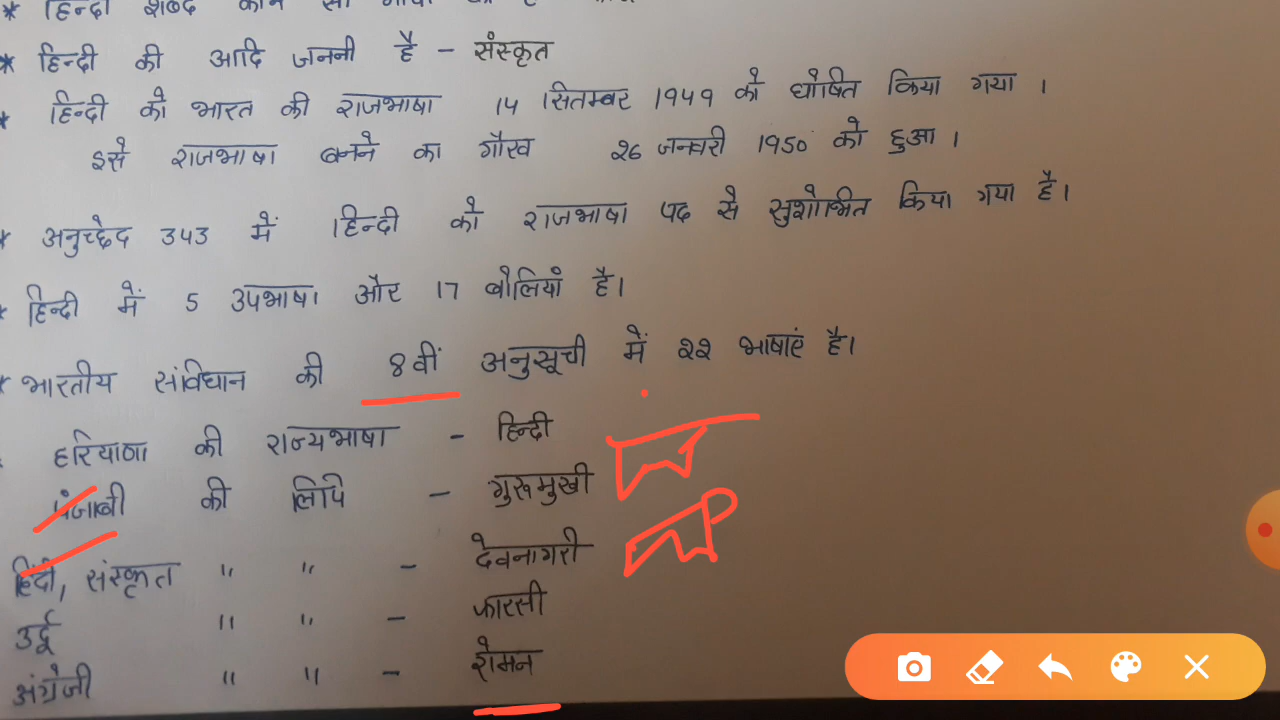 * हिन्दी शब्द
* हिन्दी की आदि जननी है - संस्कृत
* हिन्दी को भारत की राजभाषा 14 सितम्बर 1949 को घोषित किया गया ।
इसे राजभाषा बनने का गौरव 26 जनवरी 1950 को हुआ ।
* अनुच्छेद 343 में हिन्दी को राजभाषा पद से सुशोभित किया गया है।
* हिन्दी में 5 उपभाषा और 17 बोलियां है।
* भारतीय संविधान की 8वीं अनुसूची में 22 भाषाएं है।
हरियाणा की राज्यभाषा - हिन्दी
पंजाबी की लिपि - गुरूमुखी
हिंदी, संस्कृत " " - देवनागरी
उर्दू " " - फारसी
अंग्रेजी " " - रोमन